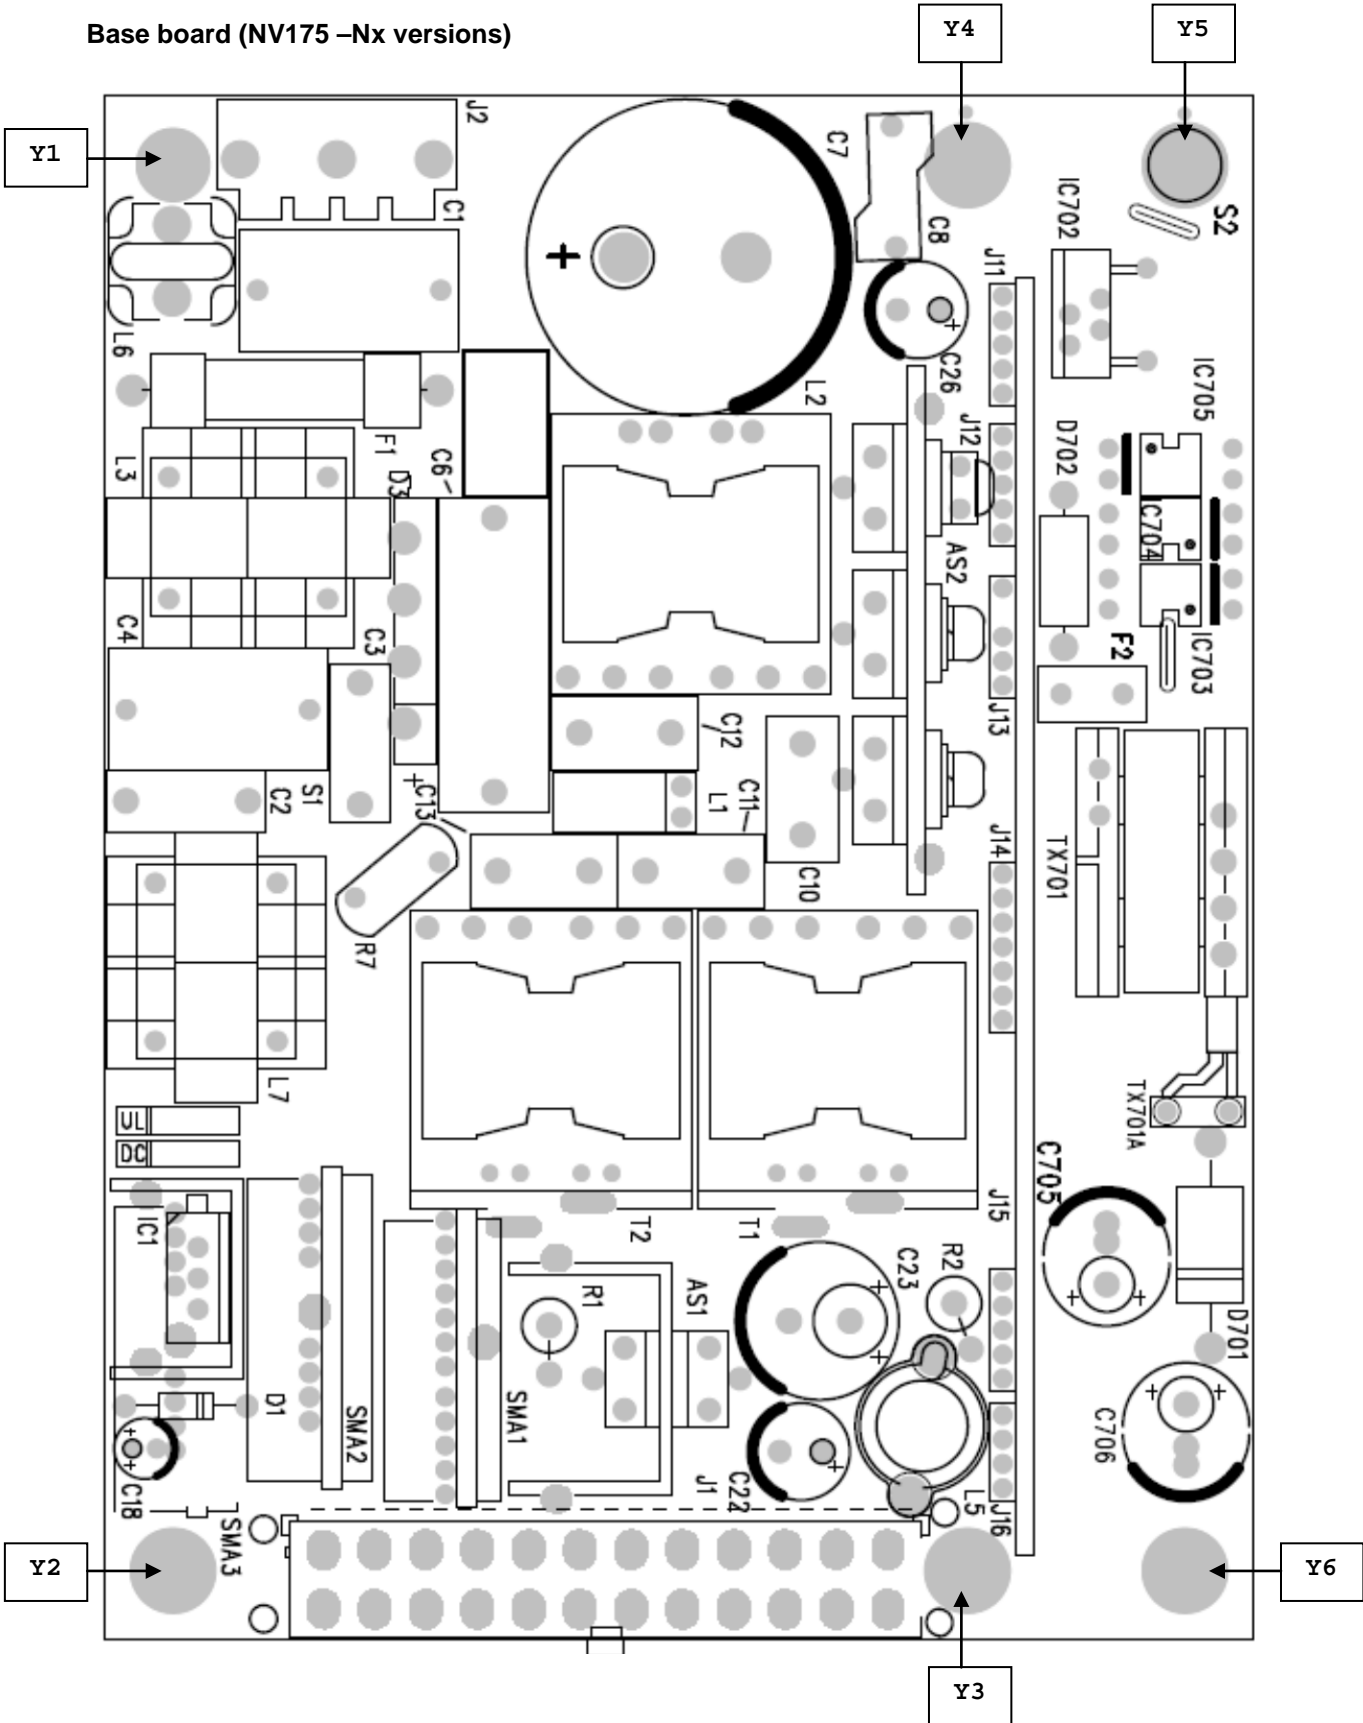 Base board (NV175 –Nx versions)
Y4
Y5
Y1
J2
C7
C1
C8
IC702
S2
J11
+
+
L6
C26
L2
IC705
F1
J12
D702
L3
C6
D3
AS2
IC704
C4
C3
F2
IC703
J13
C12
S1
C2
+
C13
L1
C11
J14
TX701
C10
R7
L7
UL
DC
TX701A
C705
J15
IC1
T2
T1
C23
R2
R1
AS1
+
+
+
+
D701
D1
SMA2
SMA1
+
+
C706
+
+
C18
J1
C22
+
L5
J16
SMA3
Y2
Y6
Y3